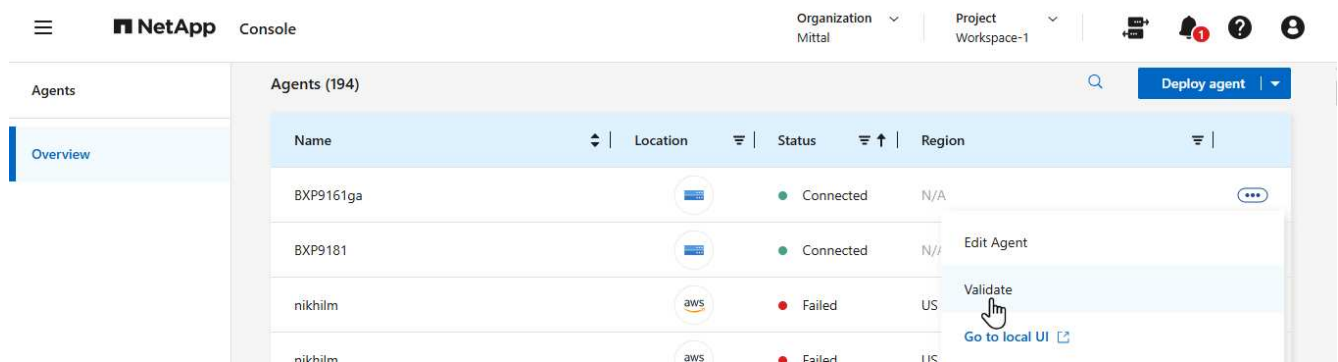 NetApp Console
Organization
Mittal
Project
Workspace-1
1
Agents
Overview
Agents (194)
Deploy agent
Name Location Status Region
BXP9161ga Connected N/A
Edit Agent
BXP9181 Connected N/A
Validate
nikhilm aws Failed US
Go to local UI
nikhilm aws Failed US